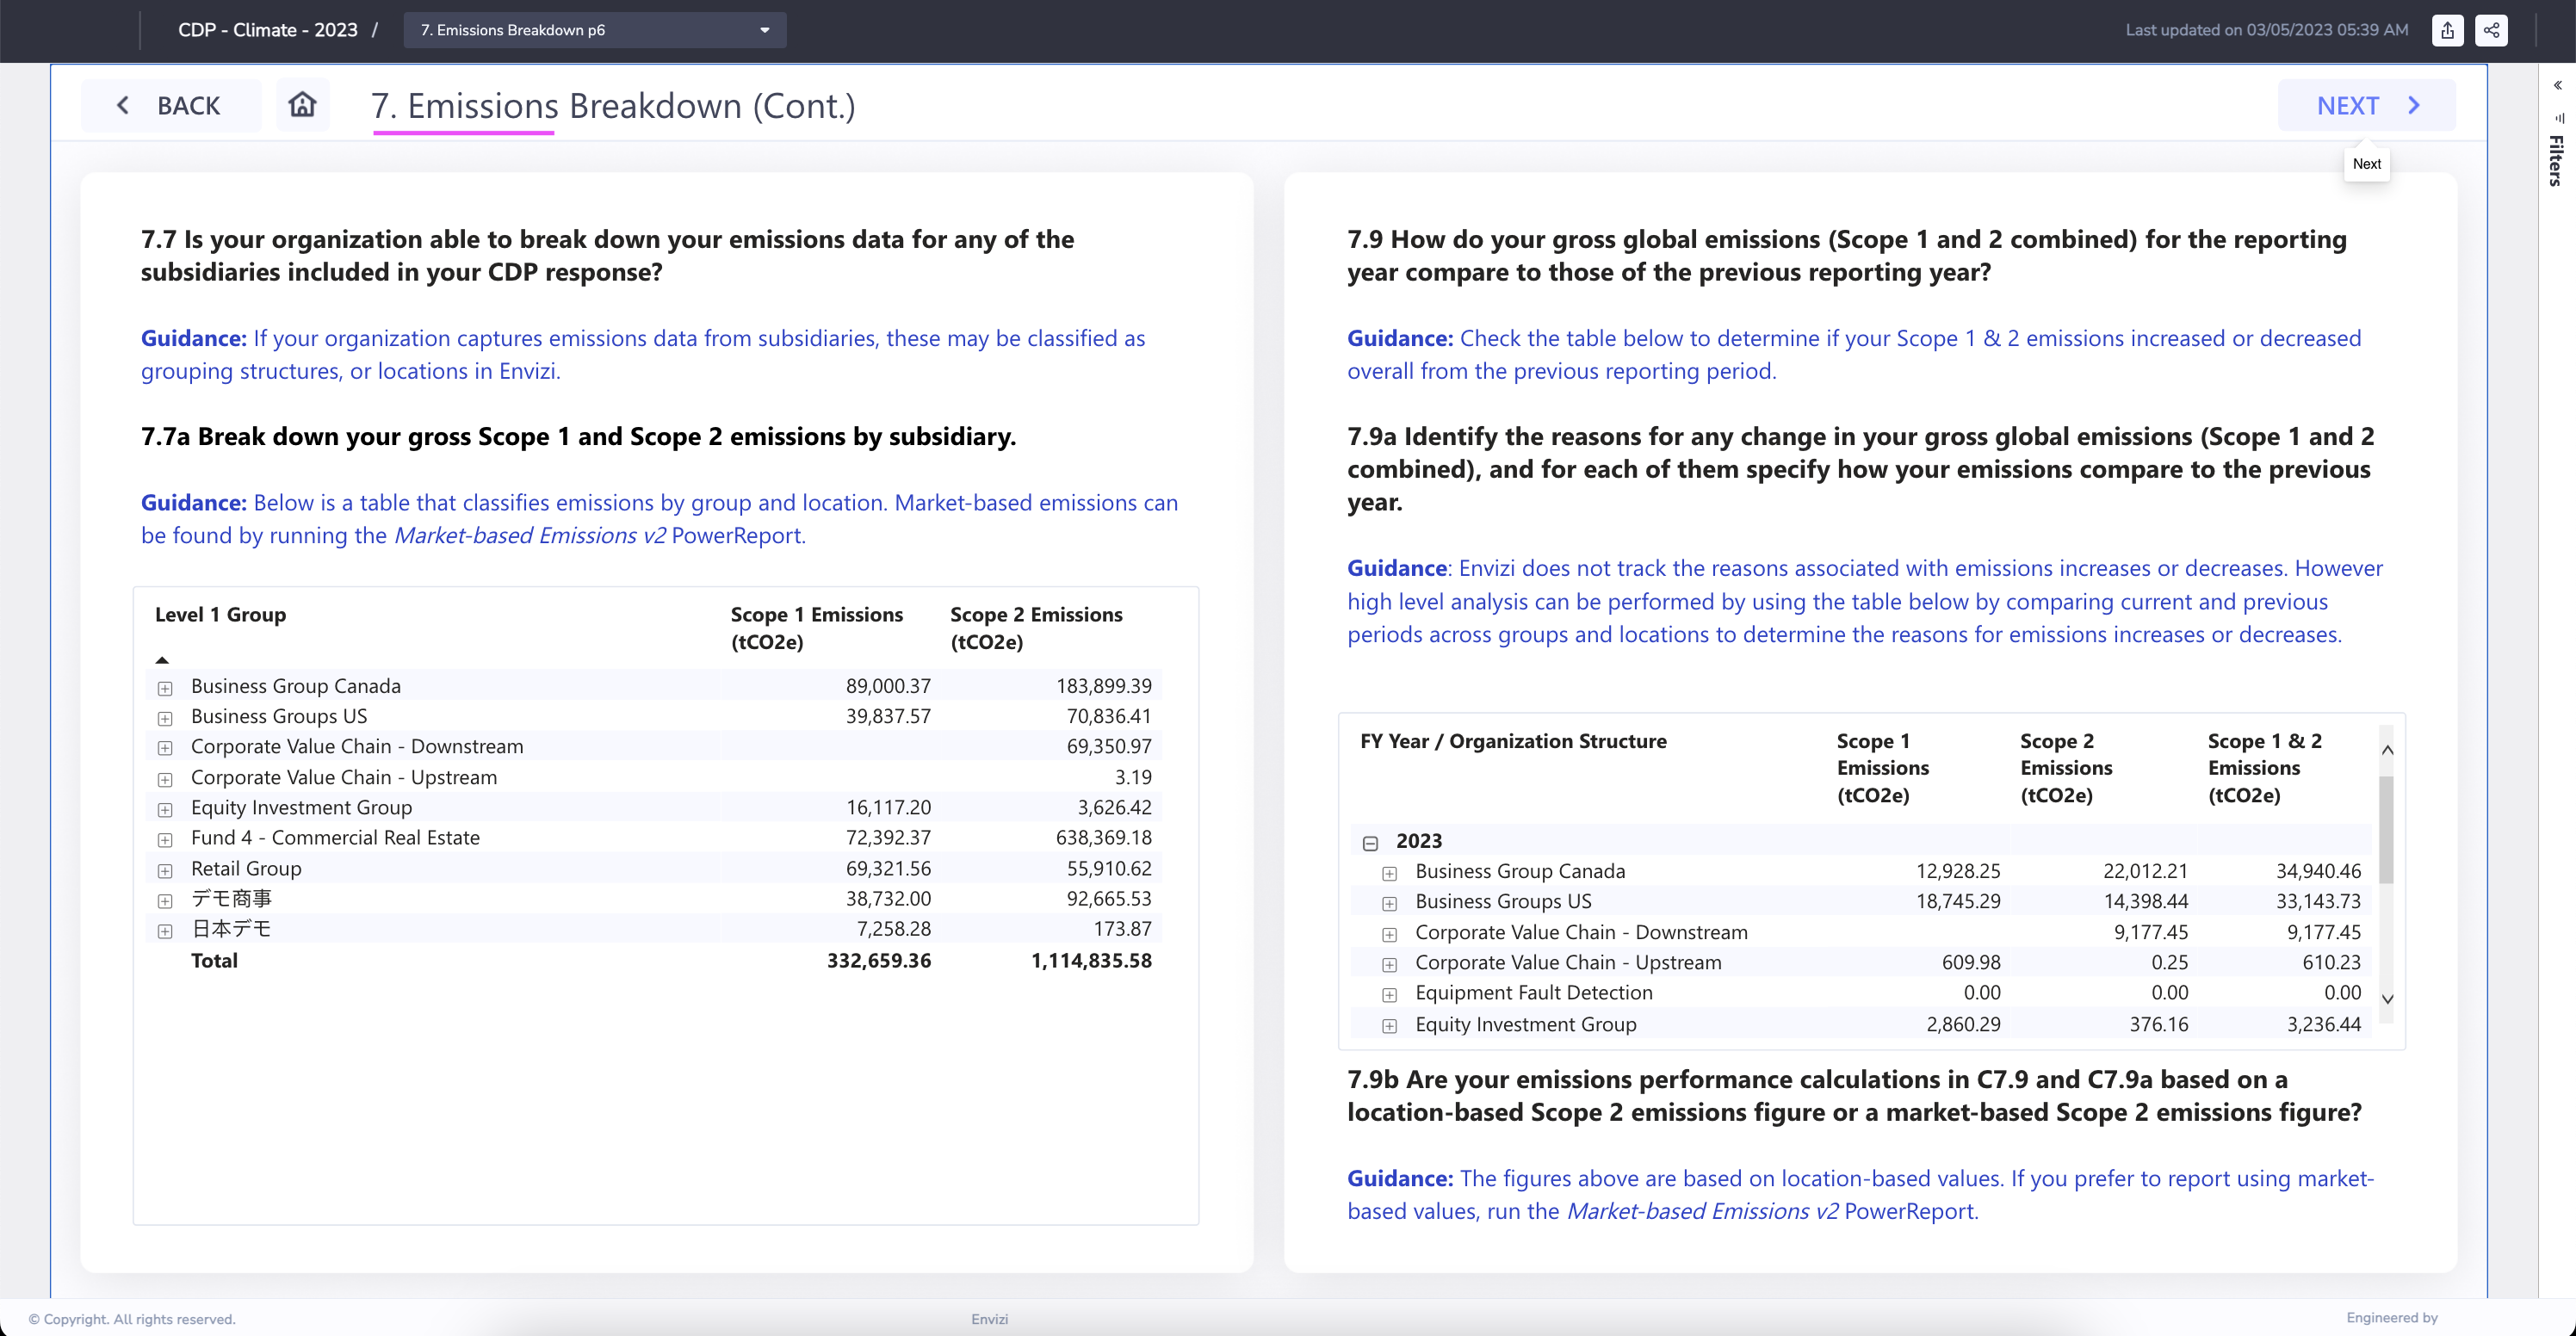 CDP - Climate - 2023 / 7. Emissions Breakdown p6 Last updated on 03/05/2023 05:39 AM
BACK 7. Emissions Breakdown (Cont.) NEXT
Next
Filters
7.7 Is your organization able to break down your emissions data for any of the
subsidiaries included in your CDP response?
Guidance: If your organization captures emissions data from subsidiaries, these may be classified as
grouping structures, or locations in Envizi.
7.7a Break down your gross Scope 1 and Scope 2 emissions by subsidiary.
Guidance: Below is a table that classifies emissions by group and location. Market-based emissions can
be found by running the Market-based Emissions v2 PowerReport.
Level 1 Group Scope 1 Emissions Scope 2 Emissions
(tCO2e) (tCO2e)
Business Group Canada 89,000.37 183,899.39
Business Groups US 39,837.57 70,836.41
Corporate Value Chain - Downstream 69,350.97
Corporate Value Chain - Upstream 3.19
Equity Investment Group 16,117.20 3,626.42
Fund 4 - Commercial Real Estate 72,392.37 638,369.18
Retail Group 69,321.56 55,910.62
デモ商事 38,732.00 92,665.53
日本デモ 7,258.28 173.87
Total 332,659.36 1,114,835.58
7.9 How do your gross global emissions (Scope 1 and 2 combined) for the reporting
year compare to those of the previous reporting year?
Guidance: Check the table below to determine if your Scope 1 & 2 emissions increased or decreased
overall from the previous reporting period.
7.9a Identify the reasons for any change in your gross global emissions (Scope 1 and 2
combined), and for each of them specify how your emissions compare to the previous
year.
Guidance: Envizi does not track the reasons associated with emissions increases or decreases. However
high level analysis can be performed by using the table below by comparing current and previous
periods across groups and locations to determine the reasons for emissions increases or decreases.
FY Year / Organization Structure Scope 1 Scope 2 Scope 1 & 2
Emissions Emissions Emissions
(tCO2e) (tCO2e) (tCO2e)
2023
Business Group Canada 12,928.25 22,012.21 34,940.46
Business Groups US 18,745.29 14,398.44 33,143.73
Corporate Value Chain - Downstream 9,177.45 9,177.45
Corporate Value Chain - Upstream 609.98 0.25 610.23
Equipment Fault Detection 0.00 0.00 0.00
Equity Investment Group 2,860.29 376.16 3,236.44
7.9b Are your emissions performance calculations in C7.9 and C7.9a based on a
location-based Scope 2 emissions figure or a market-based Scope 2 emissions figure?
Guidance: The figures above are based on location-based values. If you prefer to report using market-
based values, run the Market-based Emissions v2 PowerReport.
© Copyright. All rights reserved. Envizi Engineered by